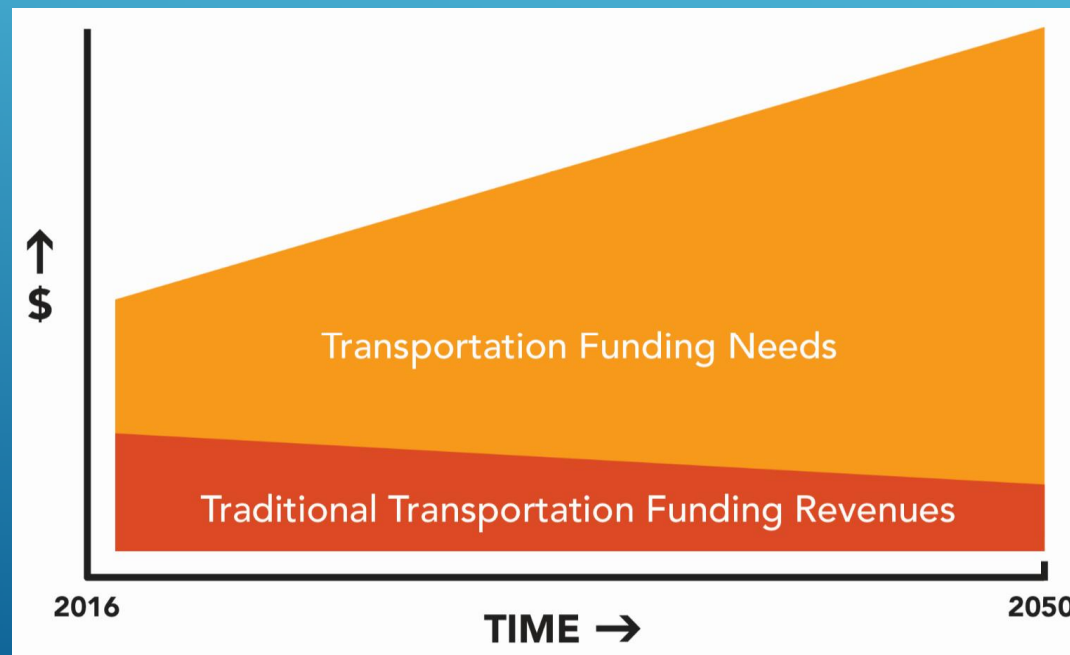 ↑
$
Transportation Funding Needs
Traditional Transportation Funding Revenues
2016
2050
TIME →